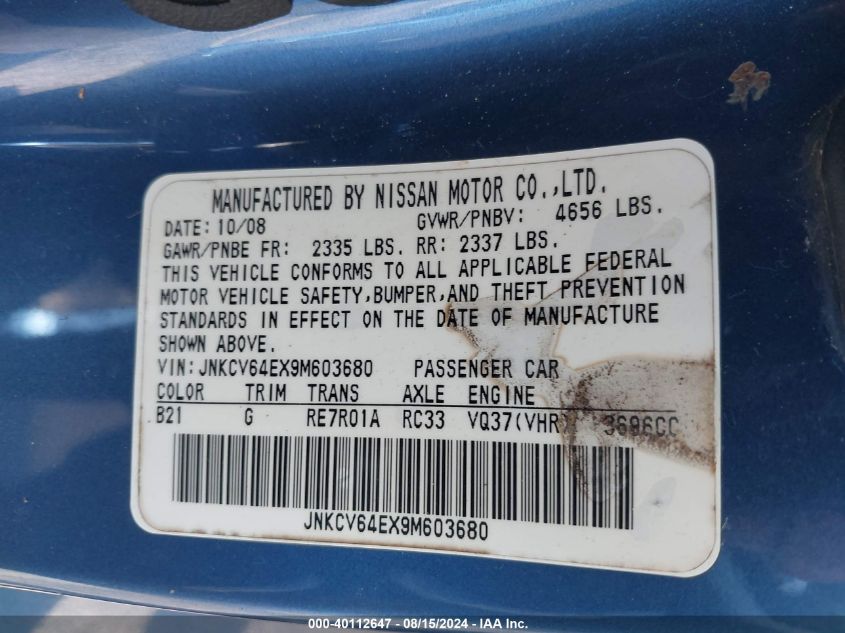 MANUFACTURED BY NISSAN MOTOR CO.,LTD.
DATE: 10/08 GVWR/PNBV: 4656 LBS.
GAWR/PNBE FR: 2335 LBS. RR: 2337 LBS.
THIS VEHICLE CONFORMS TO ALL APPLICABLE FEDERAL
MOTOR VEHICLE SAFETY,BUMPER,AND THEFT PREVENTION
STANDARDS IN EFFECT ON THE DATE OF MANUFACTURE
SHOWN ABOVE.
VIN:JNKCV64EX9M603680 PASSENGER CAR
COLOR TRIM TRANS AXLE ENGINE
B21 G RE7R01A RC33 VQ37(VHR) 3696CC
JNKCV64EX9M603680
000-40112647 - 08/15/2024 - IAA, Inc.